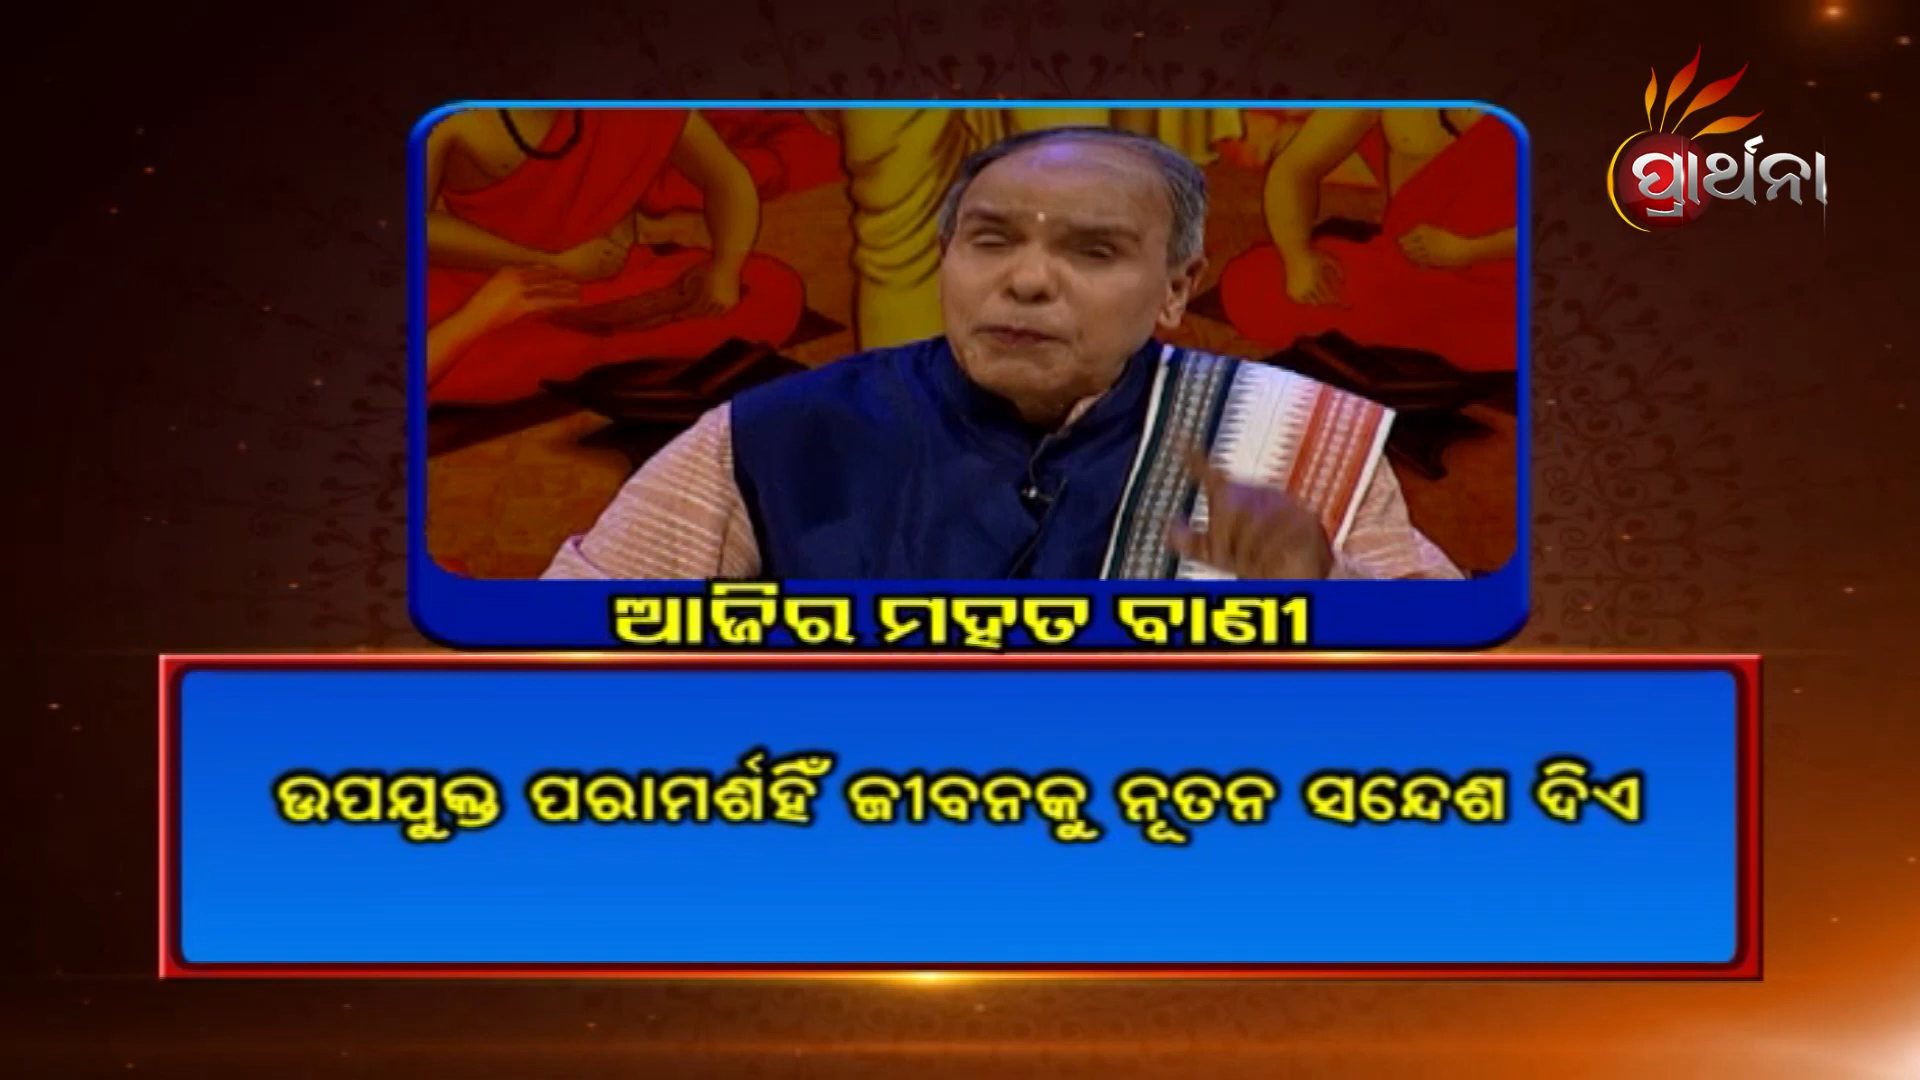 ପ୍ରାର୍ଥନା
ଆଜିର ମହତ ବାଣୀ
ଉପଯୁକ୍ତ ପରାମର୍ଶହିଁ ଜୀବନକୁ ନୂତନ ସନ୍ଦେଶ ଦିଏ